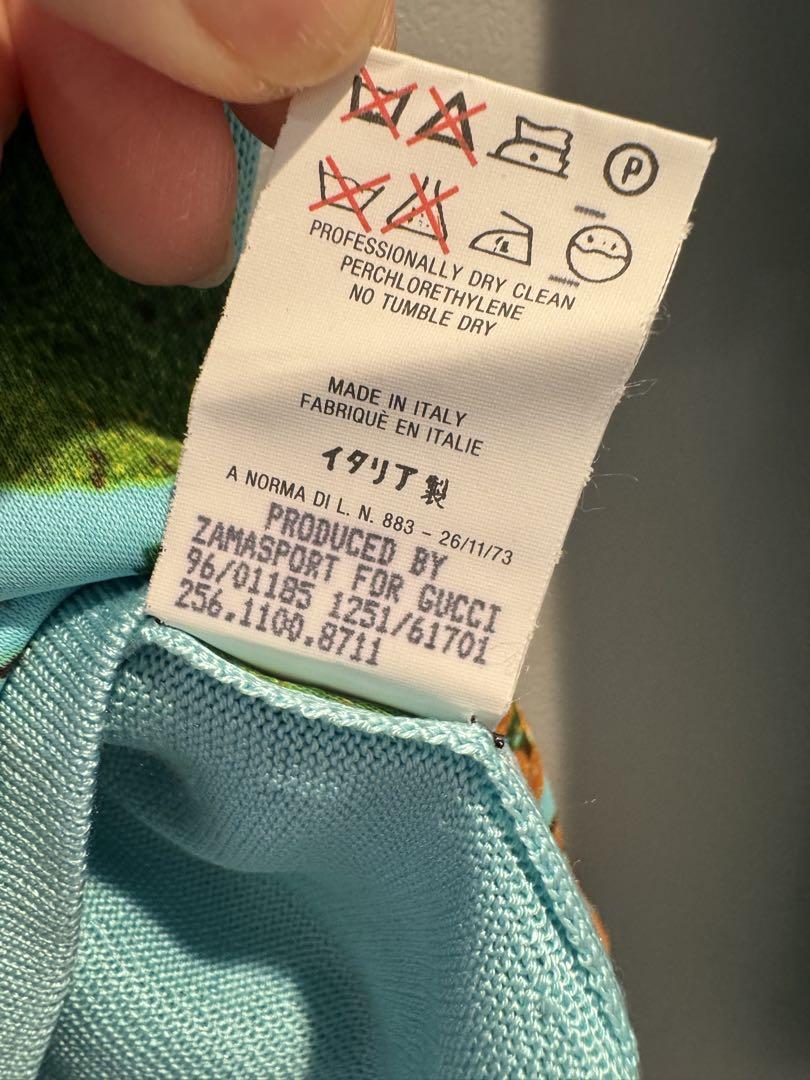 P
PROFESSIONALLY DRY CLEAN
PERCHLORETHYLENE
NO TUMBLE DRY
MADE IN ITALY
FABRIQUÈ EN ITALIE
イタリア製
A NORMA DI L. N. 883 - 26/11/73
PRODUCED BY
ZAMASPORT FOR GUCCI
96/01185 1251/61701
256.1100.8711